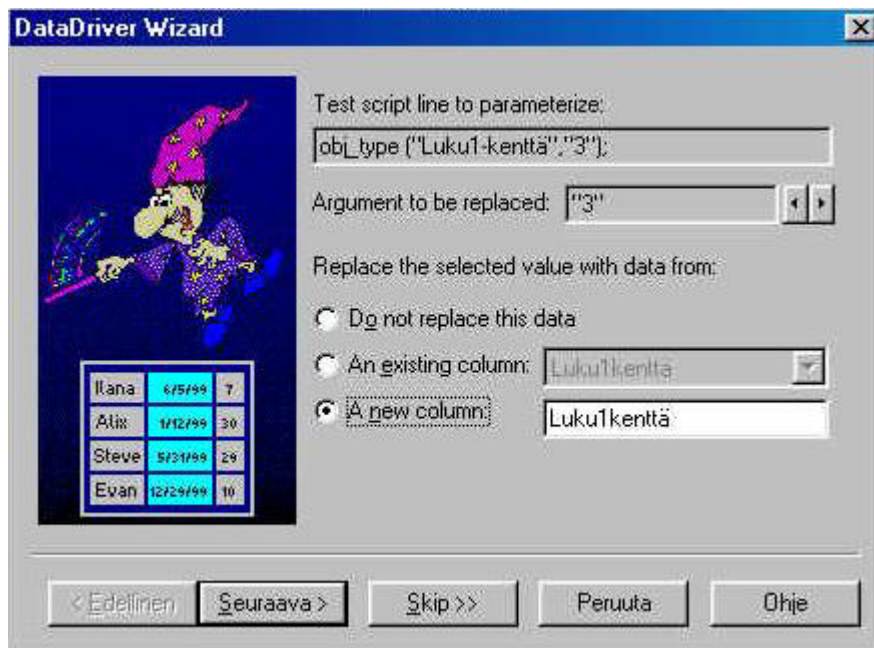 DataDriver Wizard
Test script line to parameterize:
obj_type ("Luku1-kenttä","3");
Argument to be replaced: "3"
Replace the selected value with data from:
Do not replace this data
An existing column: Luku1kenttä
A new column: Luku1kenttä
Ilana 6/5/99 7
Alix 1/12/99 30
Steve 5/31/99 29
Evan 12/29/99 10
< Edellinen Seuraava > Skip >> Peruuta Ohje